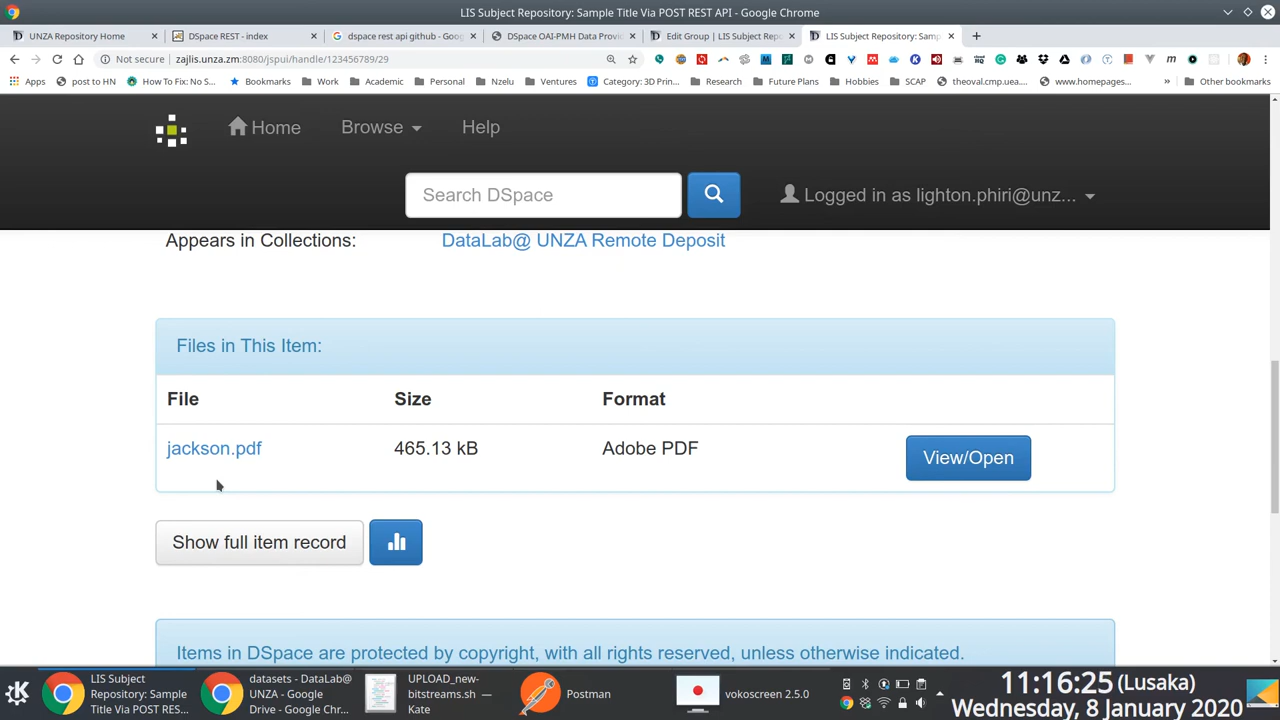 LIS Subject Repository: Sample Title Via POST REST API - Google Chrome
UNZA Repository Home
DSpace REST - index
dspace rest api github - Goog
DSpace OAI-PMH Data Provi
Edit Group | LIS Subject Repo
LIS Subject Repository: Samp
Not secure
zajlis.unza.zm:8080/jspui/handle/123456789/29
Apps
post to HN
How To Fix: No S...
Bookmarks
Work
Academic
Personal
Nzelu
Ventures
Category: 3D Prin...
Research
Future Plans
Hobbies
SCAP
theoval.cmp.uea....
www.homepages...
Other bookmarks
Home
Browse
Help
Search DSpace
Logged in as lighton.phiri@unz...
Appears in Collections:
DataLab@ UNZA Remote Deposit
Files in This Item:
File Size Format
jackson.pdf 465.13 kB Adobe PDF View/Open
Show full item record
Items in DSpace are protected by copyright, with all rights reserved, unless otherwise indicated.
LIS Subject
Repository: Sample
Title Via POST RES...
datasets - DataLab@
UNZA - Google
Drive - Google Chr...
UPLOAD_new-
bitstreams.sh —
Kate
Postman
vokoscreen 2.5.0
11:16:25 (Lusaka)
Wednesday, 8 January 2020